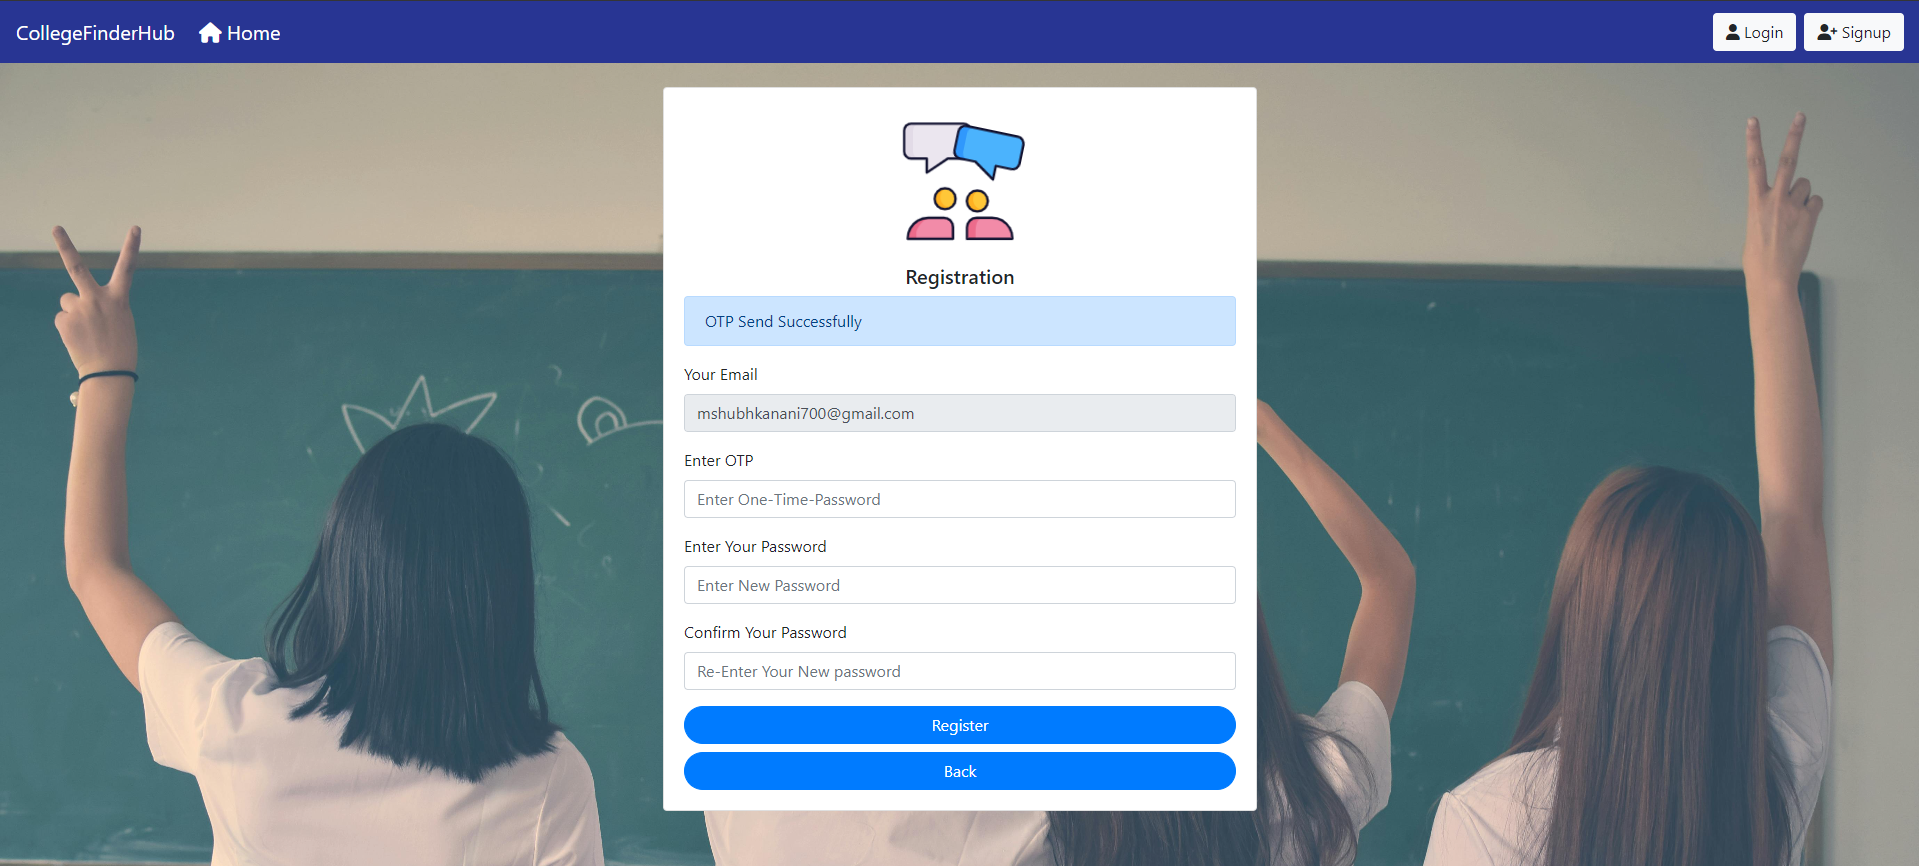 CollegeFinderHub Home Login Signup
Registration
OTP Send Successfully
Your Email
mshubhkanani700@gmail.com
Enter OTP
Enter One-Time-Password
Enter Your Password
Enter New Password
Confirm Your Password
Re-Enter Your New password
Register
Back